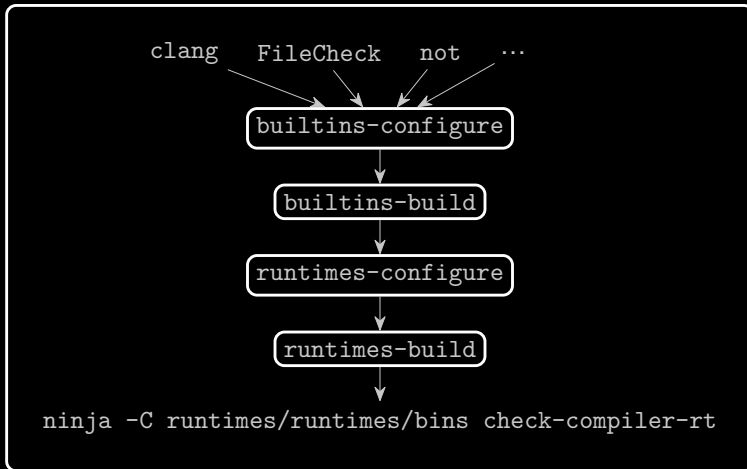 clang FileCheck not ...
builtins-configure
builtins-build
runtimes-configure
runtimes-build
ninja -C runtimes/runtimes/bins check-compiler-rt